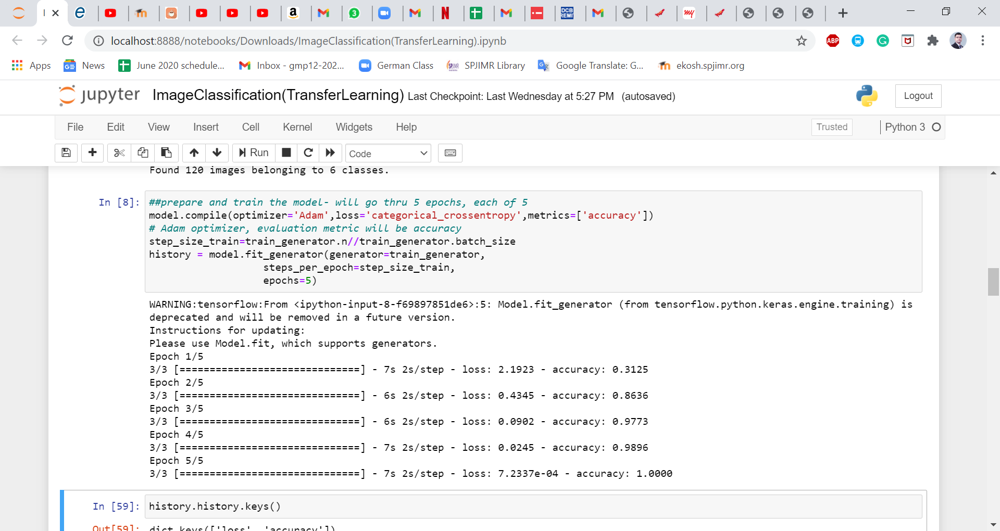 localhost:8888/notebooks/Downloads/ImageClassification(TransferLearning).ipynb
ABP
Apps
News
June 2020 schedule...
Inbox - gmp12-202...
German Class
SPJIMR Library
Google Translate: G...
ekosh.spjimr.org
jupyter ImageClassification(TransferLearning) Last Checkpoint: Last Wednesday at 5:27 PM (autosaved)
Logout
File Edit View Insert Cell Kernel Widgets Help
Trusted
Python 3
Run
Code
Found 120 images belonging to 6 classes.
In [8]:
##prepare and train the model- will go thru 5 epochs, each of 5
model.compile(optimizer='Adam',loss='categorical_crossentropy',metrics=['accuracy'])
# Adam optimizer, evaluation metric will be accuracy
step_size_train=train_generator.n//train_generator.batch_size
history = model.fit_generator(generator=train_generator,
steps_per_epoch=step_size_train,
epochs=5)
WARNING:tensorflow:From <ipython-input-8-f69897851de6>:5: Model.fit_generator (from tensorflow.python.keras.engine.training) is
deprecated and will be removed in a future version.
Instructions for updating:
Please use Model.fit, which supports generators.
Epoch 1/5
3/3 [==============================] - 7s 2s/step - loss: 2.1923 - accuracy: 0.3125
Epoch 2/5
3/3 [==============================] - 6s 2s/step - loss: 0.4345 - accuracy: 0.8636
Epoch 3/5
3/3 [==============================] - 6s 2s/step - loss: 0.0902 - accuracy: 0.9773
Epoch 4/5
3/3 [==============================] - 7s 2s/step - loss: 0.0245 - accuracy: 0.9896
Epoch 5/5
3/3 [==============================] - 7s 2s/step - loss: 7.2337e-04 - accuracy: 1.0000
In [59]:
history.history.keys()
Out[59]: dict_keys(['loss', 'accuracy'])